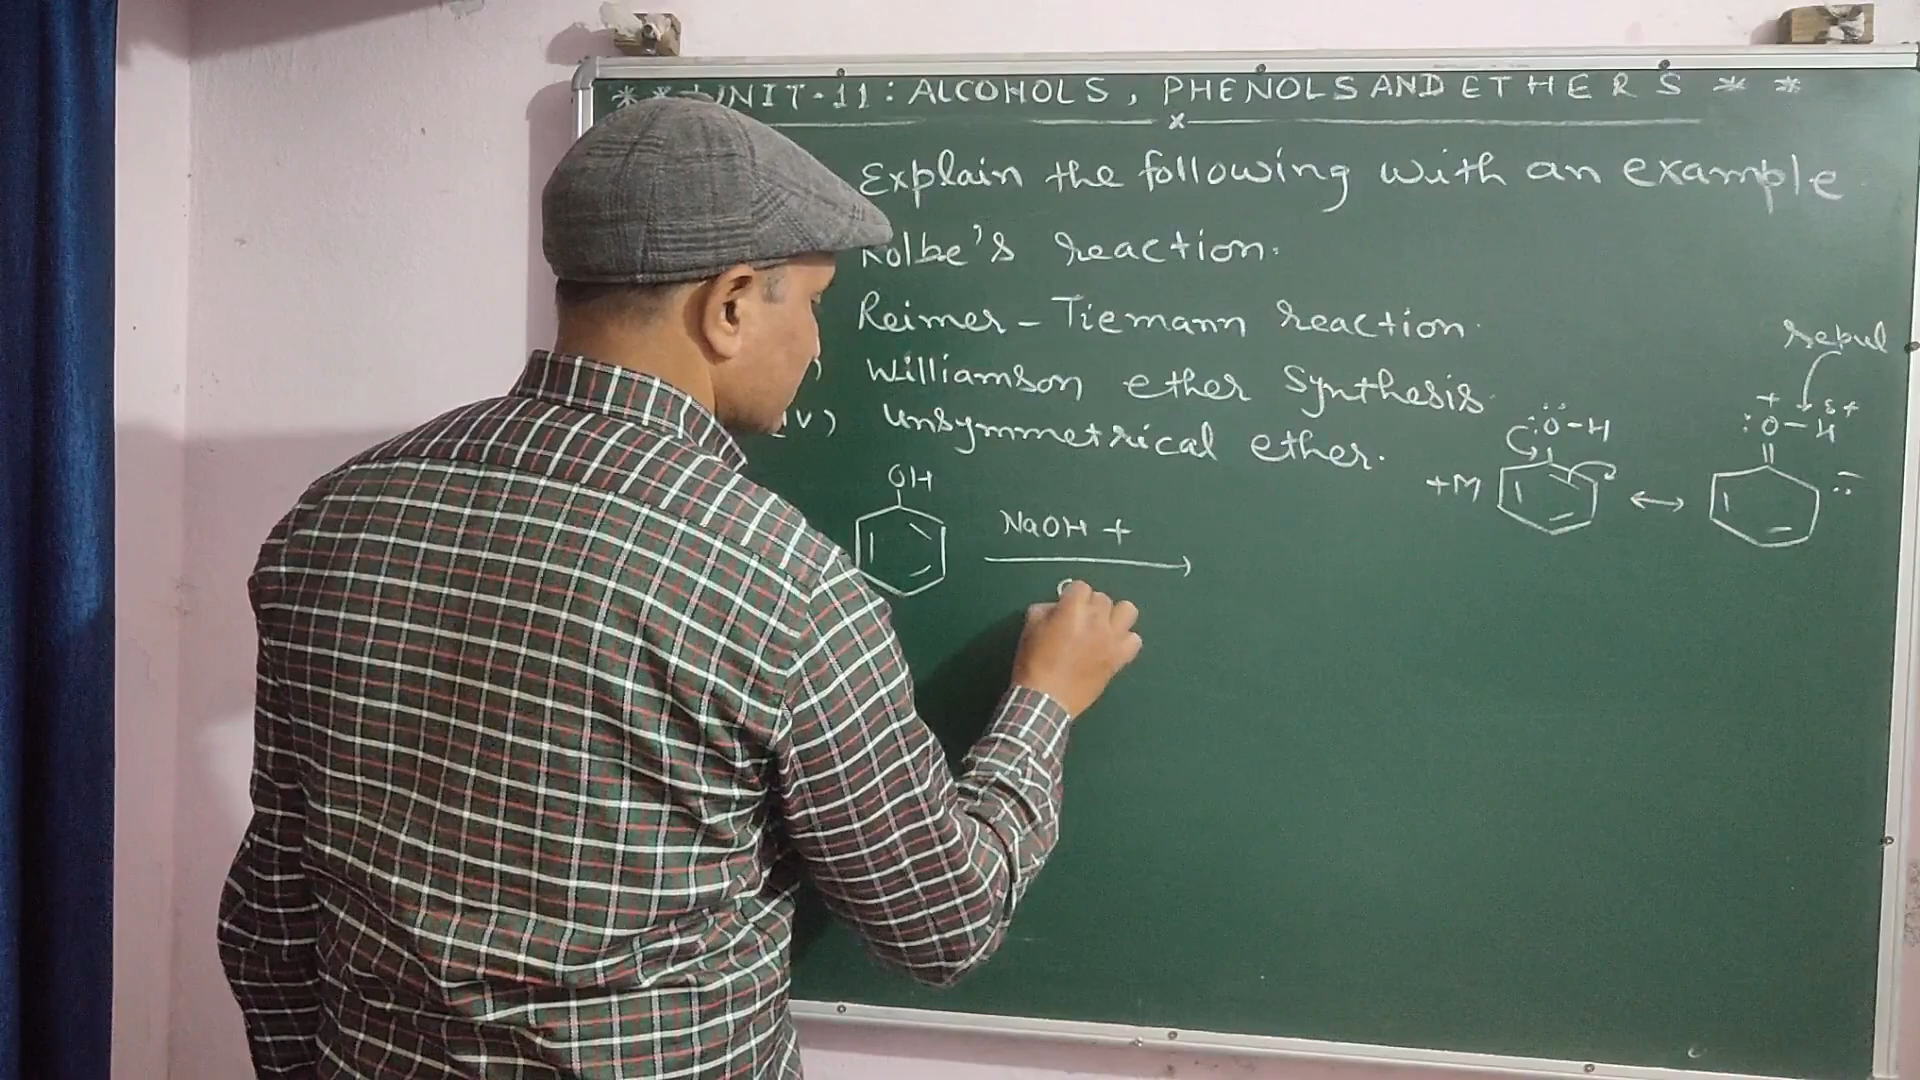 * * UNIT-11: ALCOHOLS, PHENOLS AND ETHERS * *
x
Explain the following with an example
Kolbe's reaction.
Reimer-Tiemann reaction.
) Williamson ether Synthesis.
iv) Unsymmetrical ether.
repul
+ δ+
:Ö-H :O-H
+M
OH
NaOH +